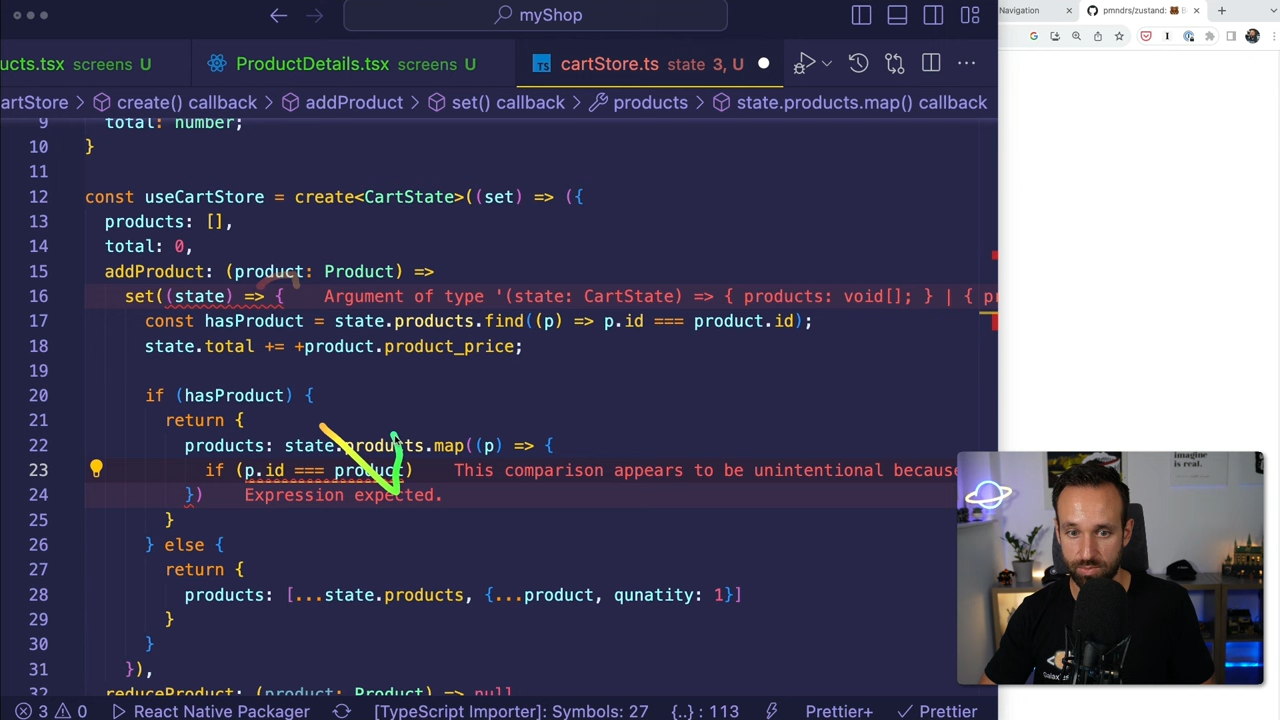 myShop
Navigation
pmndrs/zustand: 🐻 B
ucts.tsx screens U
ProductDetails.tsx screens U
TS cartStore.ts state 3, U
artStore > create() callback > addProduct > set() callback > products > state.products.map() callback
9 total: number;
10 }
11
12 const useCartStore = create<CartState>((set) => ({
13 products: [],
14 total: 0,
15 addProduct: (product: Product) =>
16 set((state) => { Argument of type '(state: CartState) => { products: void[]; } | { pr
17 const hasProduct = state.products.find((p) => p.id === product.id);
18 state.total += +product.product_price;
19
20 if (hasProduct) {
21 return {
22 products: state.products.map((p) => {
23 if (p.id === product) This comparison appears to be unintentional because
24 }) Expression expected.
25 }
26 } else {
27 return {
28 products: [...state.products, {...product, qunatity: 1}]
29 }
30 }
31 }),
32 reduceProduct: (product: Product) => null
3 0 React Native Packager [TypeScript Importer]: Symbols: 27 {..} : 113 Prettier+ Prettier
imagine
is real.